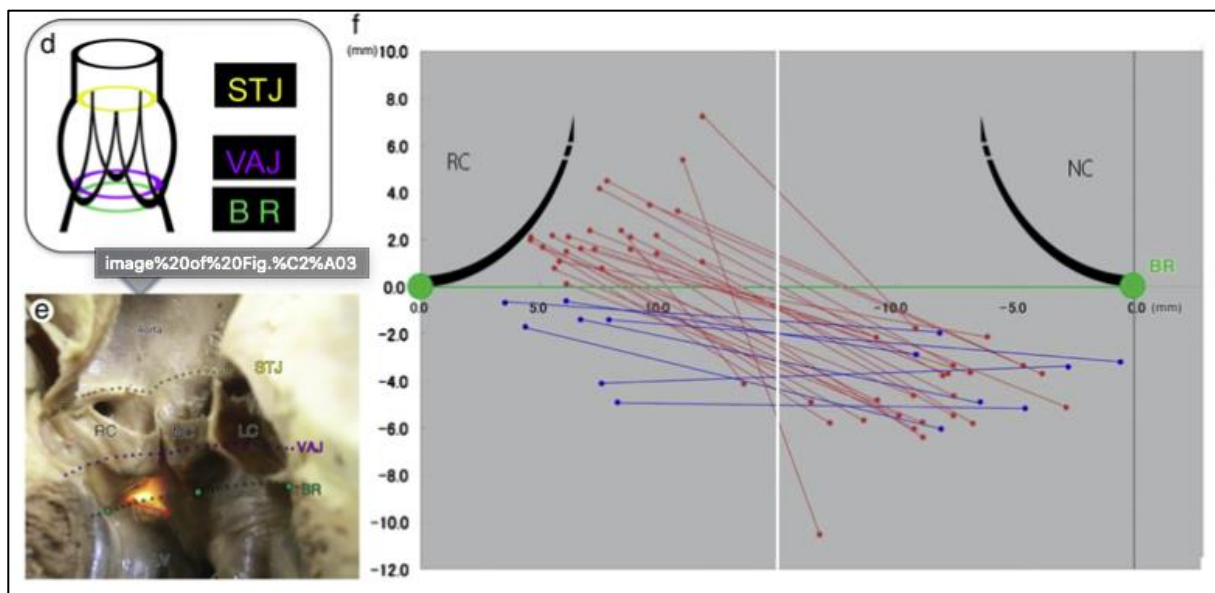 d
STJ
VAJ
B R
image%20of%20Fig.%C2%A03
e
Aorta
STJ
RC
LC
VAJ
BR
V
f
(mm) 10.0
8.0
6.0
4.0
2.0
0.0
−2.0
−4.0
−6.0
−8.0
−10.0
−12.0
RC
NC
BR
0.0 5.0 10.0 −10.0 −5.0 0.0 (mm)